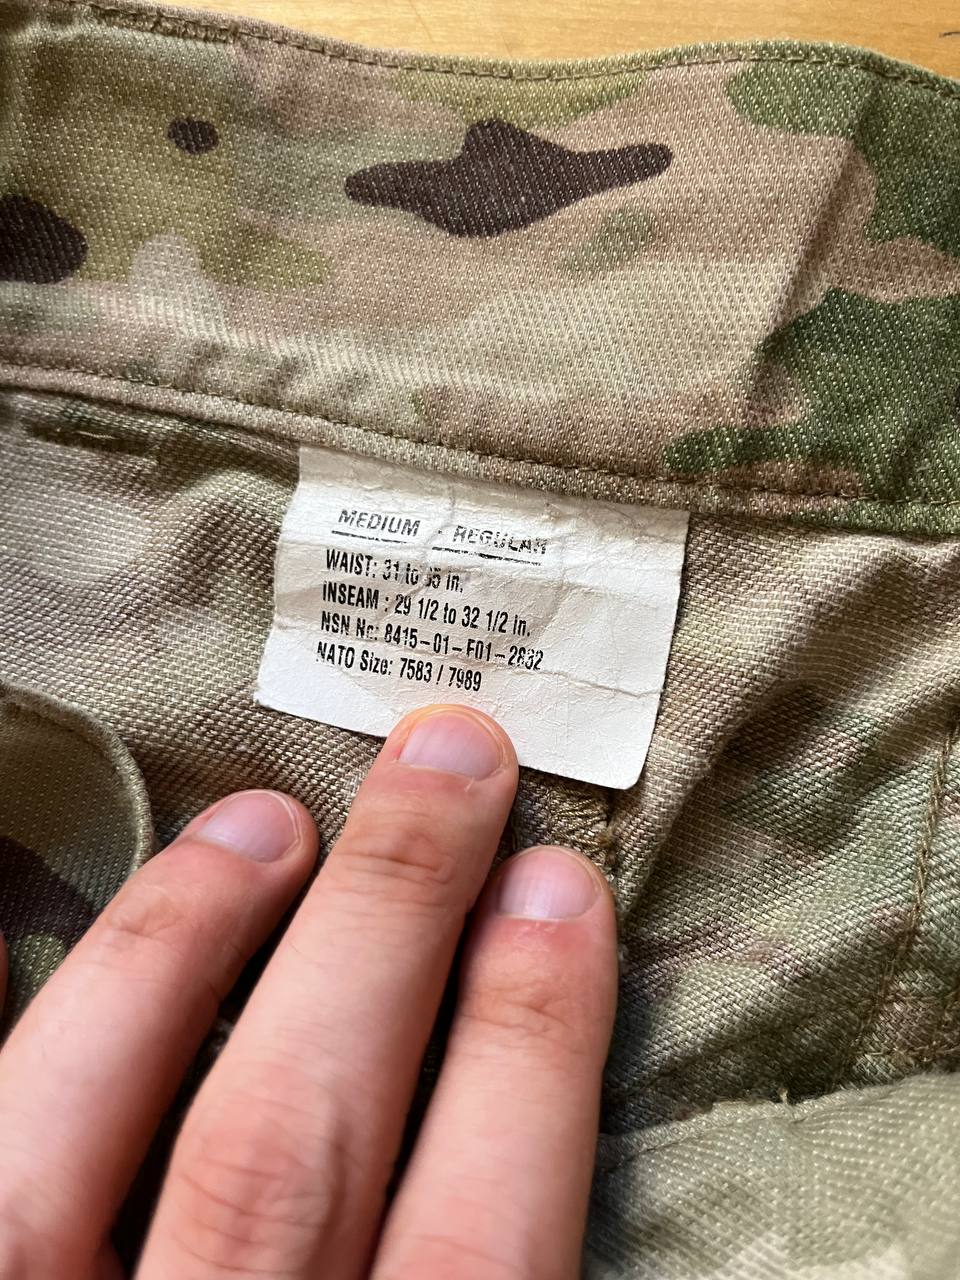 MEDIUM - REGULAR
WAIST: 31 to 35 in.
INSEAM : 29 1/2 to 32 1/2 in.
NSN No: 8415-01-F01-2832
NATO Size: 7583 / 7989